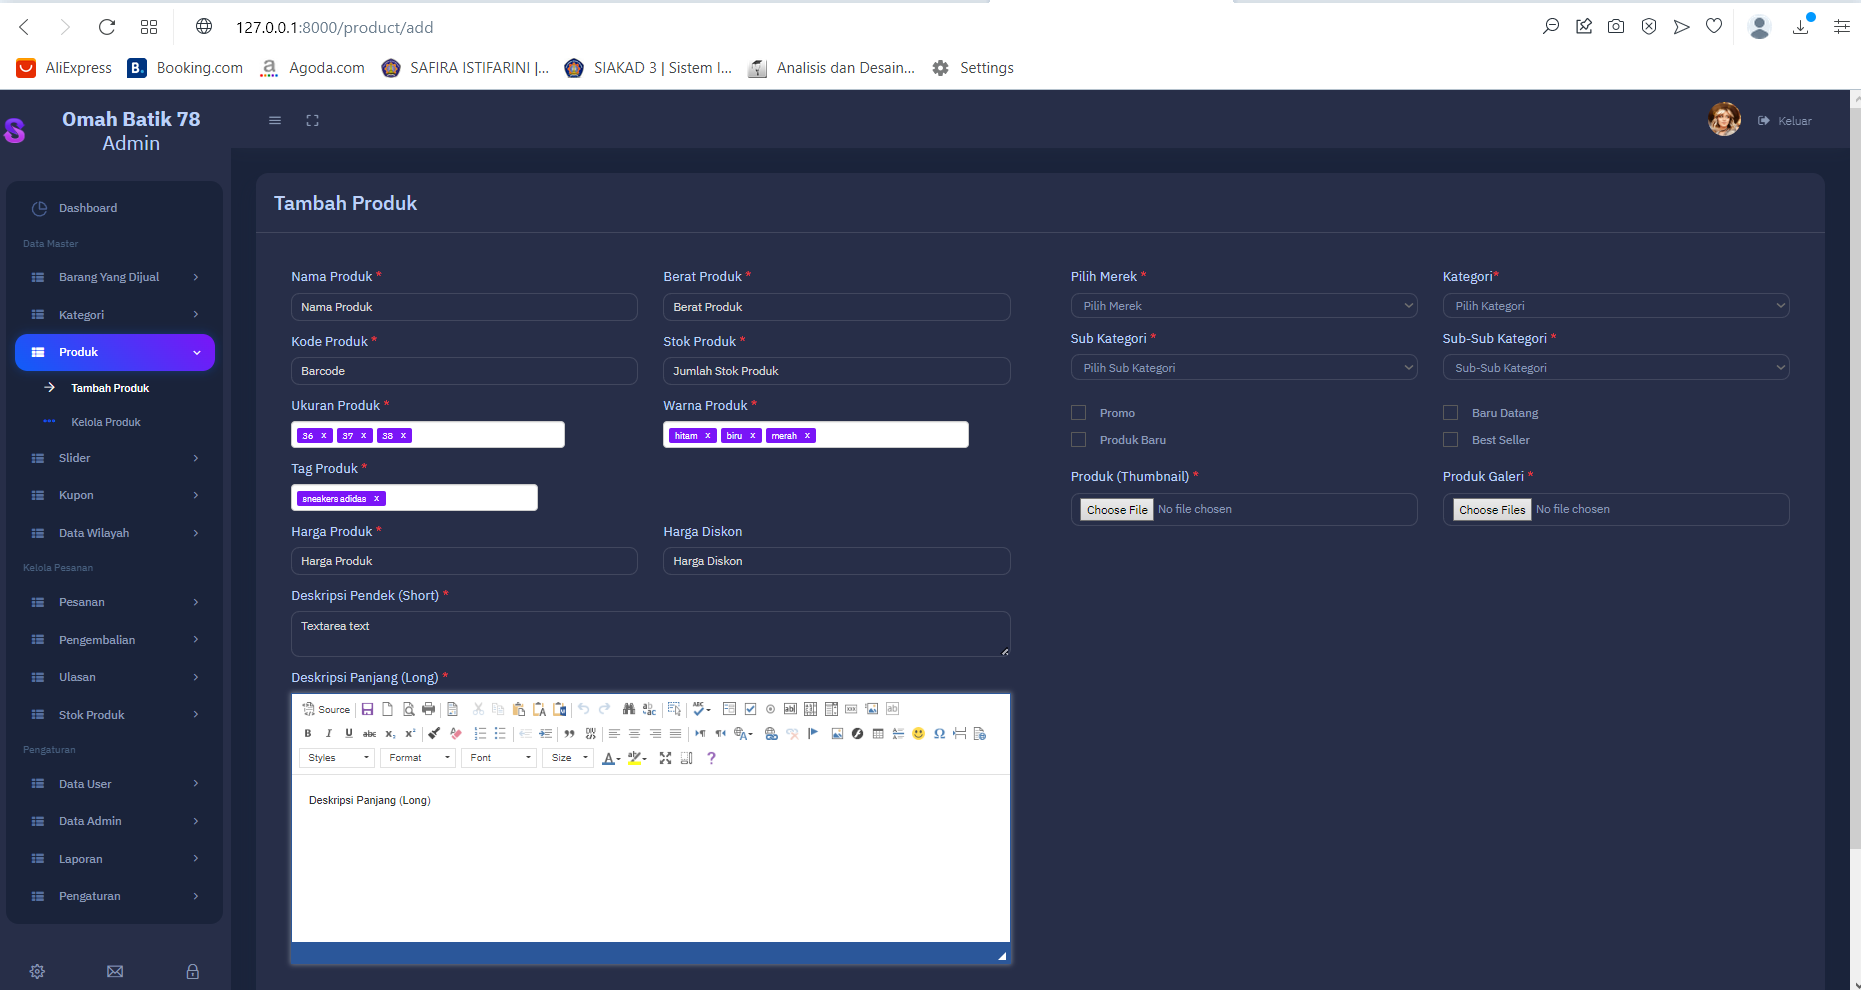 127.0.0.1:8000/product/add
AliExpress
B. Booking.com
a Agoda.com
SAFIRA ISTIFARINI |...
SIAKAD 3 | Sistem I...
Analisis dan Desain...
Settings
S
Omah Batik 78
Admin
Keluar
Dashboard
Data Master
Barang Yang Dijual
Kategori
Produk
Tambah Produk
Kelola Produk
Slider
Kupon
Data Wilayah
Kelola Pesanan
Pesanan
Pengembalian
Ulasan
Stok Produk
Pengaturan
Data User
Data Admin
Laporan
Pengaturan
Tambah Produk
Nama Produk *
Nama Produk
Berat Produk *
Berat Produk
Kode Produk *
Barcode
Stok Produk *
Jumlah Stok Produk
Ukuran Produk *
36 x 37 x 38 x
Warna Produk *
hitam x biru x merah x
Tag Produk *
sneakers adidas x
Harga Produk *
Harga Produk
Harga Diskon
Harga Diskon
Deskripsi Pendek (Short) *
Textarea text
Deskripsi Panjang (Long) *
Source
B I U abc x₂ x²
Styles Format Font Size A ?
Deskripsi Panjang (Long)
Pilih Merek *
Pilih Merek
Kategori*
Pilih Kategori
Sub Kategori *
Pilih Sub Kategori
Sub-Sub Kategori *
Sub-Sub Kategori
Promo
Baru Datang
Produk Baru
Best Seller
Produk (Thumbnail) *
Choose File No file chosen
Produk Galeri *
Choose Files No file chosen